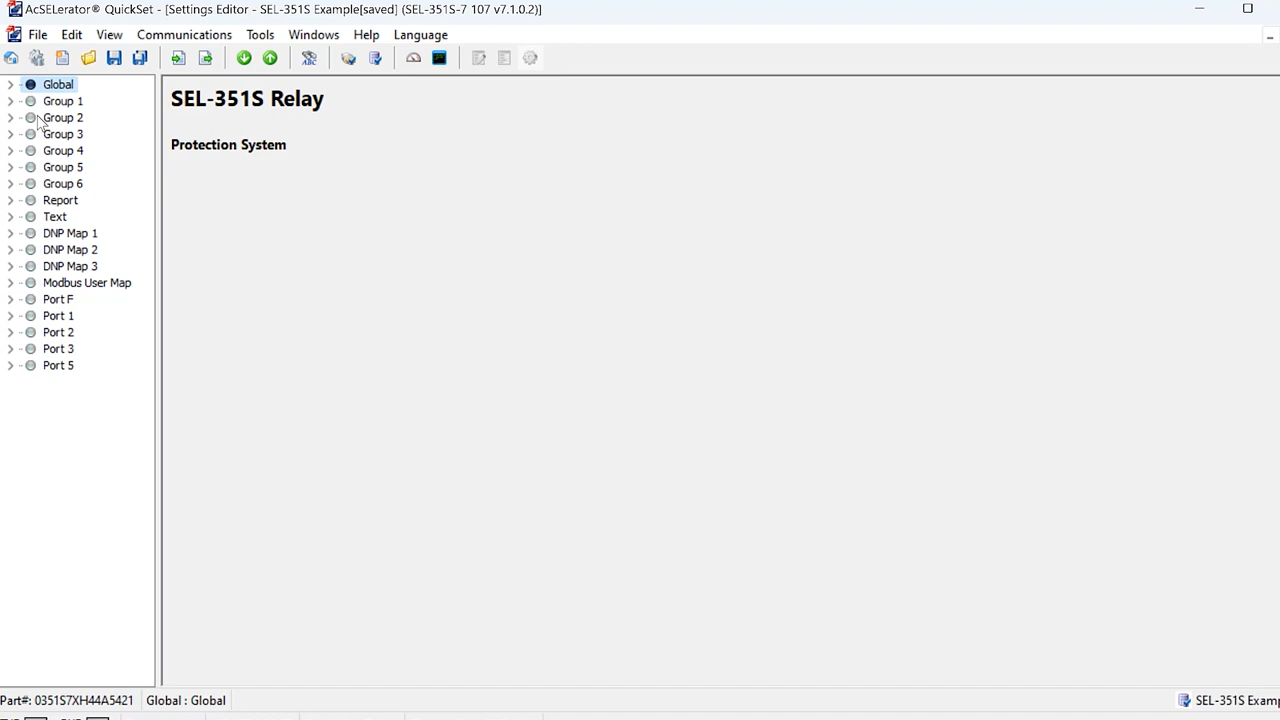 AcSELerator® QuickSet - [Settings Editor - SEL-351S Example[saved] (SEL-351S-7 107 v7.1.0.2)]
File Edit View Communications Tools Windows Help Language
Global
Group 1
Group 2
Group 3
Group 4
Group 5
Group 6
Report
Text
DNP Map 1
DNP Map 2
DNP Map 3
Modbus User Map
Port F
Port 1
Port 2
Port 3
Port 5
SEL-351S Relay
Protection System
Part#: 0351S7XH44A5421 Global : Global SEL-351S Examp